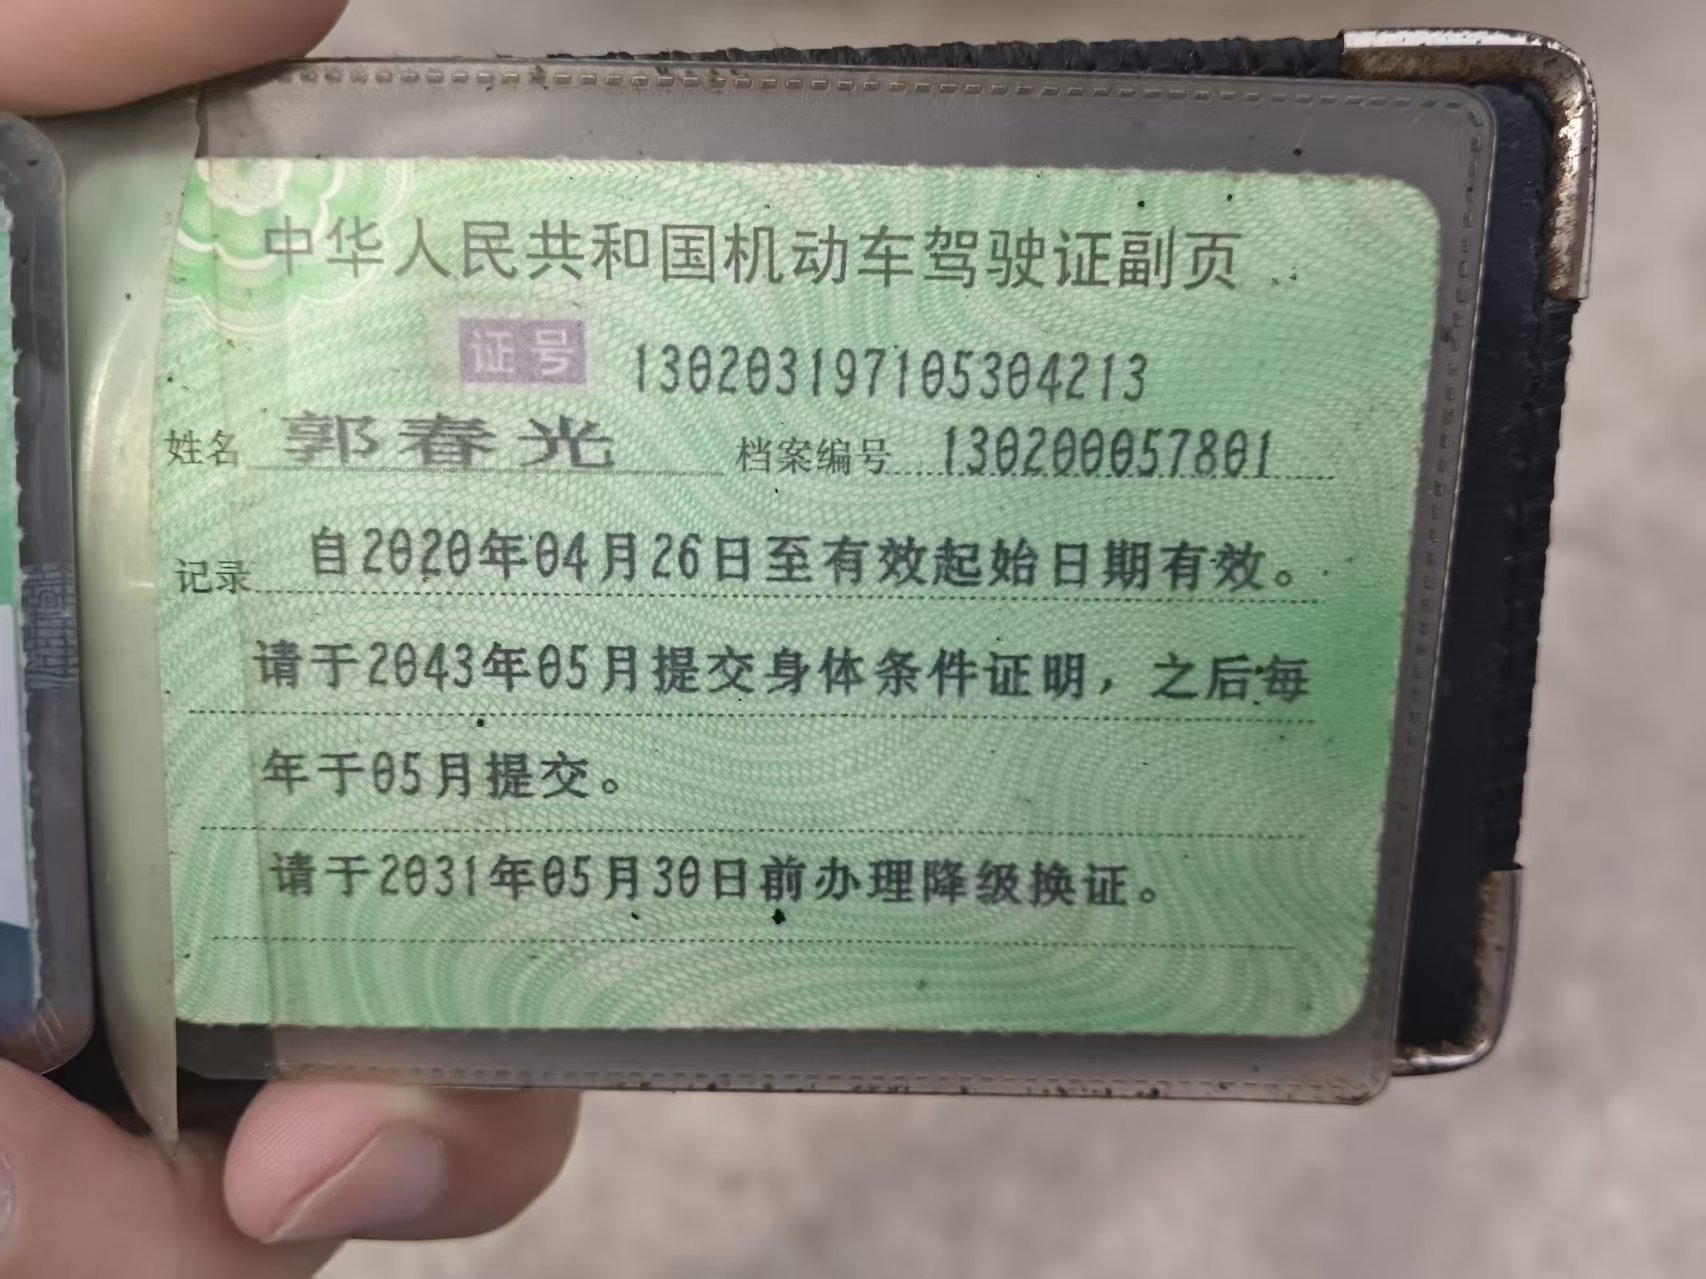 中华人民共和国机动车驾驶证副页
证号 130203197105304213
姓名 郭春光 档案编号 130200057801
记录 自2020年04月26日至有效起始日期有效。
请于2043年05月提交身体条件证明，之后每
年于05月提交。
请于2031年05月30日前办理降级换证。